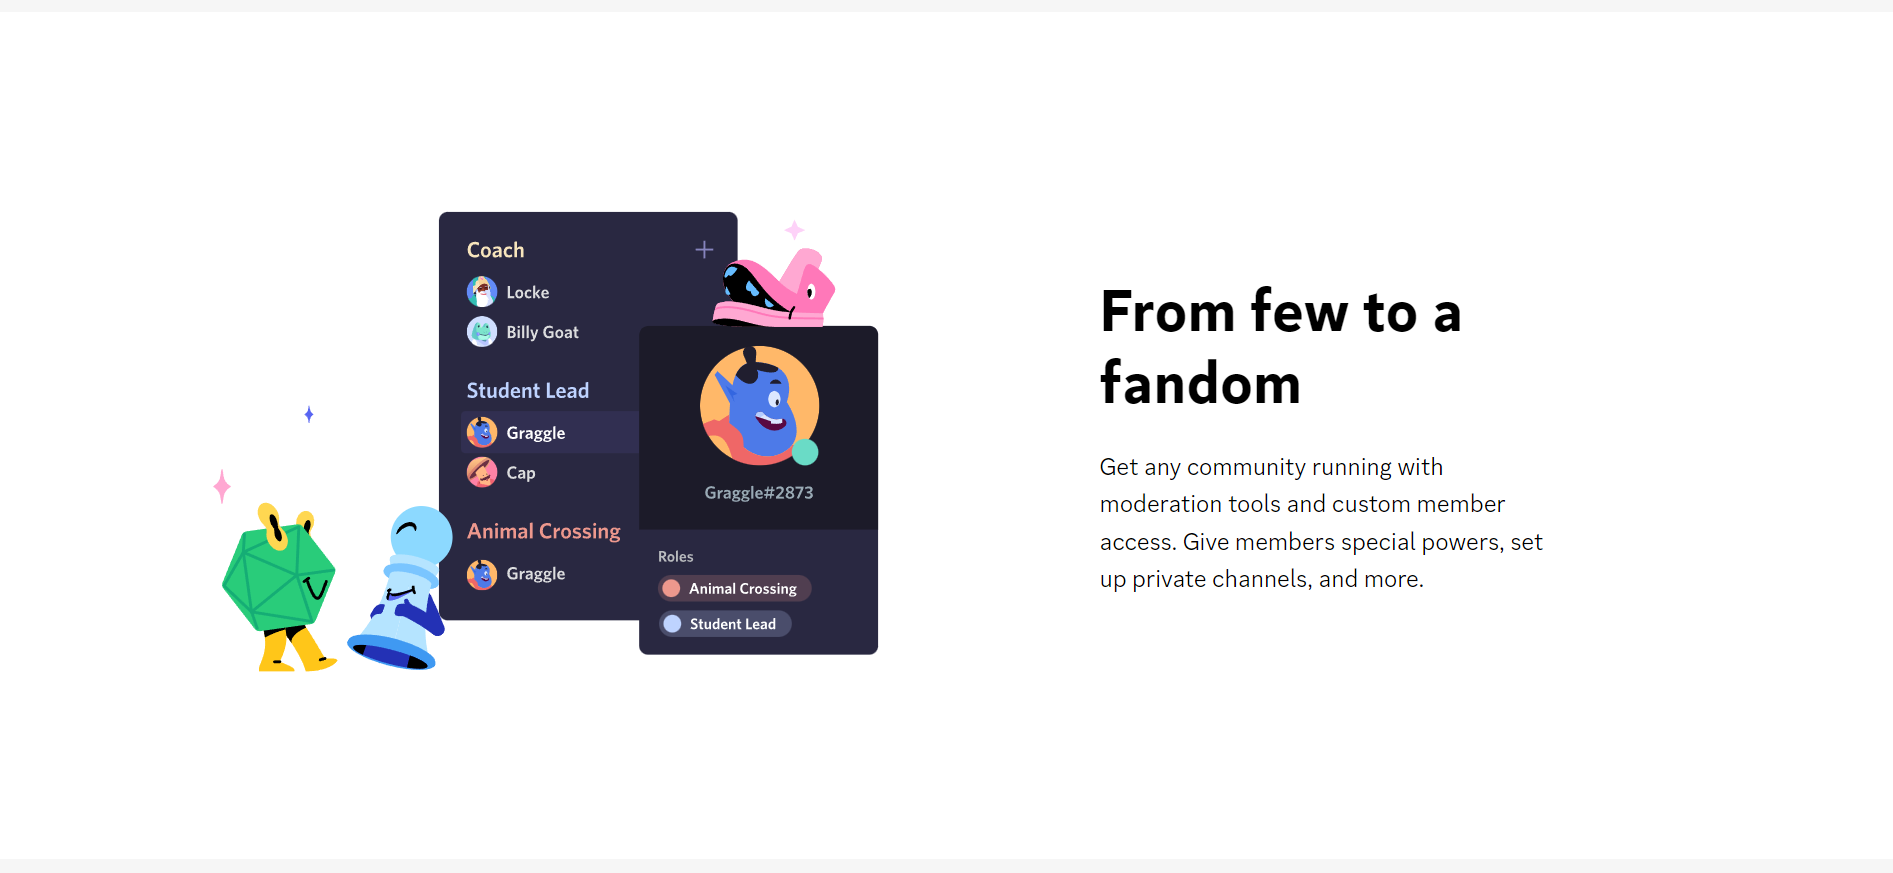 Coach
Locke
Billy Goat
Student Lead
Graggle
Cap
Animal Crossing
Graggle
Graggle#2873
Roles
Animal Crossing
Student Lead
From few to a
fandom
Get any community running with
moderation tools and custom member
access. Give members special powers, set
up private channels, and more.